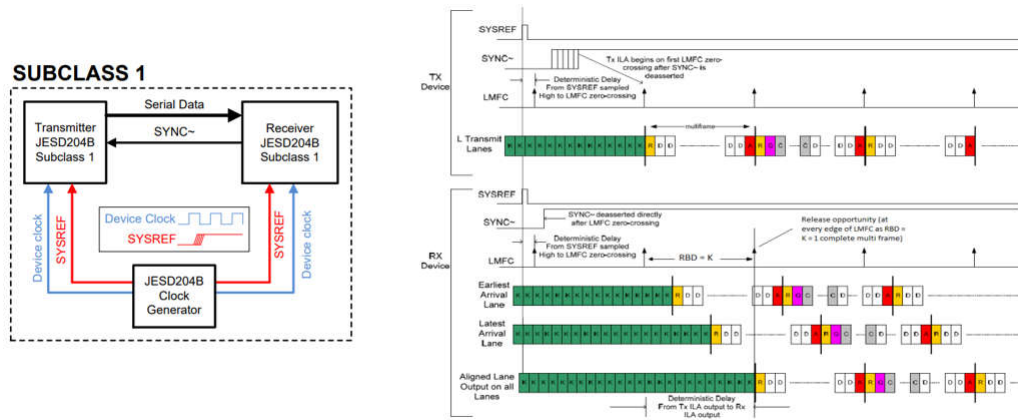 SUBCLASS 1
Serial Data
Transmitter
JESD204B
Subclass 1
SYNC~
Receiver
JESD204B
Subclass 1
Device Clock
SYSREF
Device clock
SYSREF
SYSREF
Device clock
JESD204B
Clock
Generator
TX
Device
SYSREF
SYNC~
Tx ILA begins on first LMFC zero-
crossing after SYNC~ is
deasserted
Deterministic Delay
From SYSREF sampled
High to LMFC zero-crossing
LMFC
multiframe
L Transmit
Lanes
K K K K K K K K K K K K K R D D
D D A R Q C
C D
D D A R D D
D D A
RX
Device
SYSREF
SYNC~
SYNC~ deasserted directly
after LMFC zero-crossing
Deterministic Delay
From SYSREF sampled
High to LMFC zero-crossing
LMFC
RBD = K
Release opportunity (at
every edge of LMFC as RBD =
K = 1 complete multi frame)
Earliest
Arrival
Lane
K K K K K K K K K K K K K K K R D D
D D A R Q C
C D
D D A R D D
Latest
Arrival
Lane
K K K K K K K K K K K K K K K K K K K R D D
D D A R Q C
C D
D D A R D D
Aligned Lane
Output on all
Lanes
K K K K K K K K K K K K K K K K K K K K K K R D D
D D A R Q C
C D
D D A R D D
Deterministic Delay
From Tx ILA output to Rx
ILA output